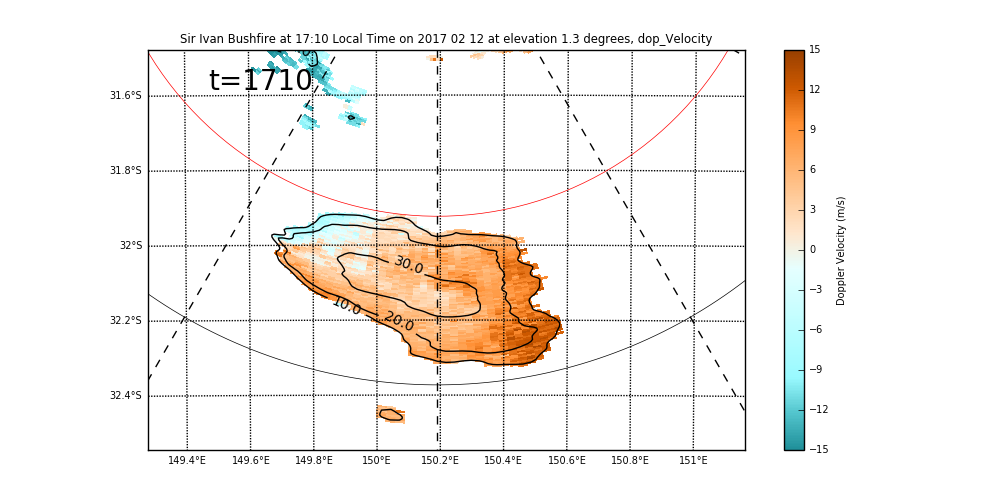 Sir Ivan Bushfire at 17:10 Local Time on 2017 02 12 at elevation 1.3 degrees, dop_Velocity
t=1710
31.6°S
31.8°S
32°S
32.2°S
32.4°S
30.0
10.0
20.0
149.4°E 149.6°E 149.8°E 150°E 150.2°E 150.4°E 150.6°E 150.8°E 151°E
15
12
9
6
3
0
−3
−6
−9
−12
−15
Doppler Velocity (m/s)